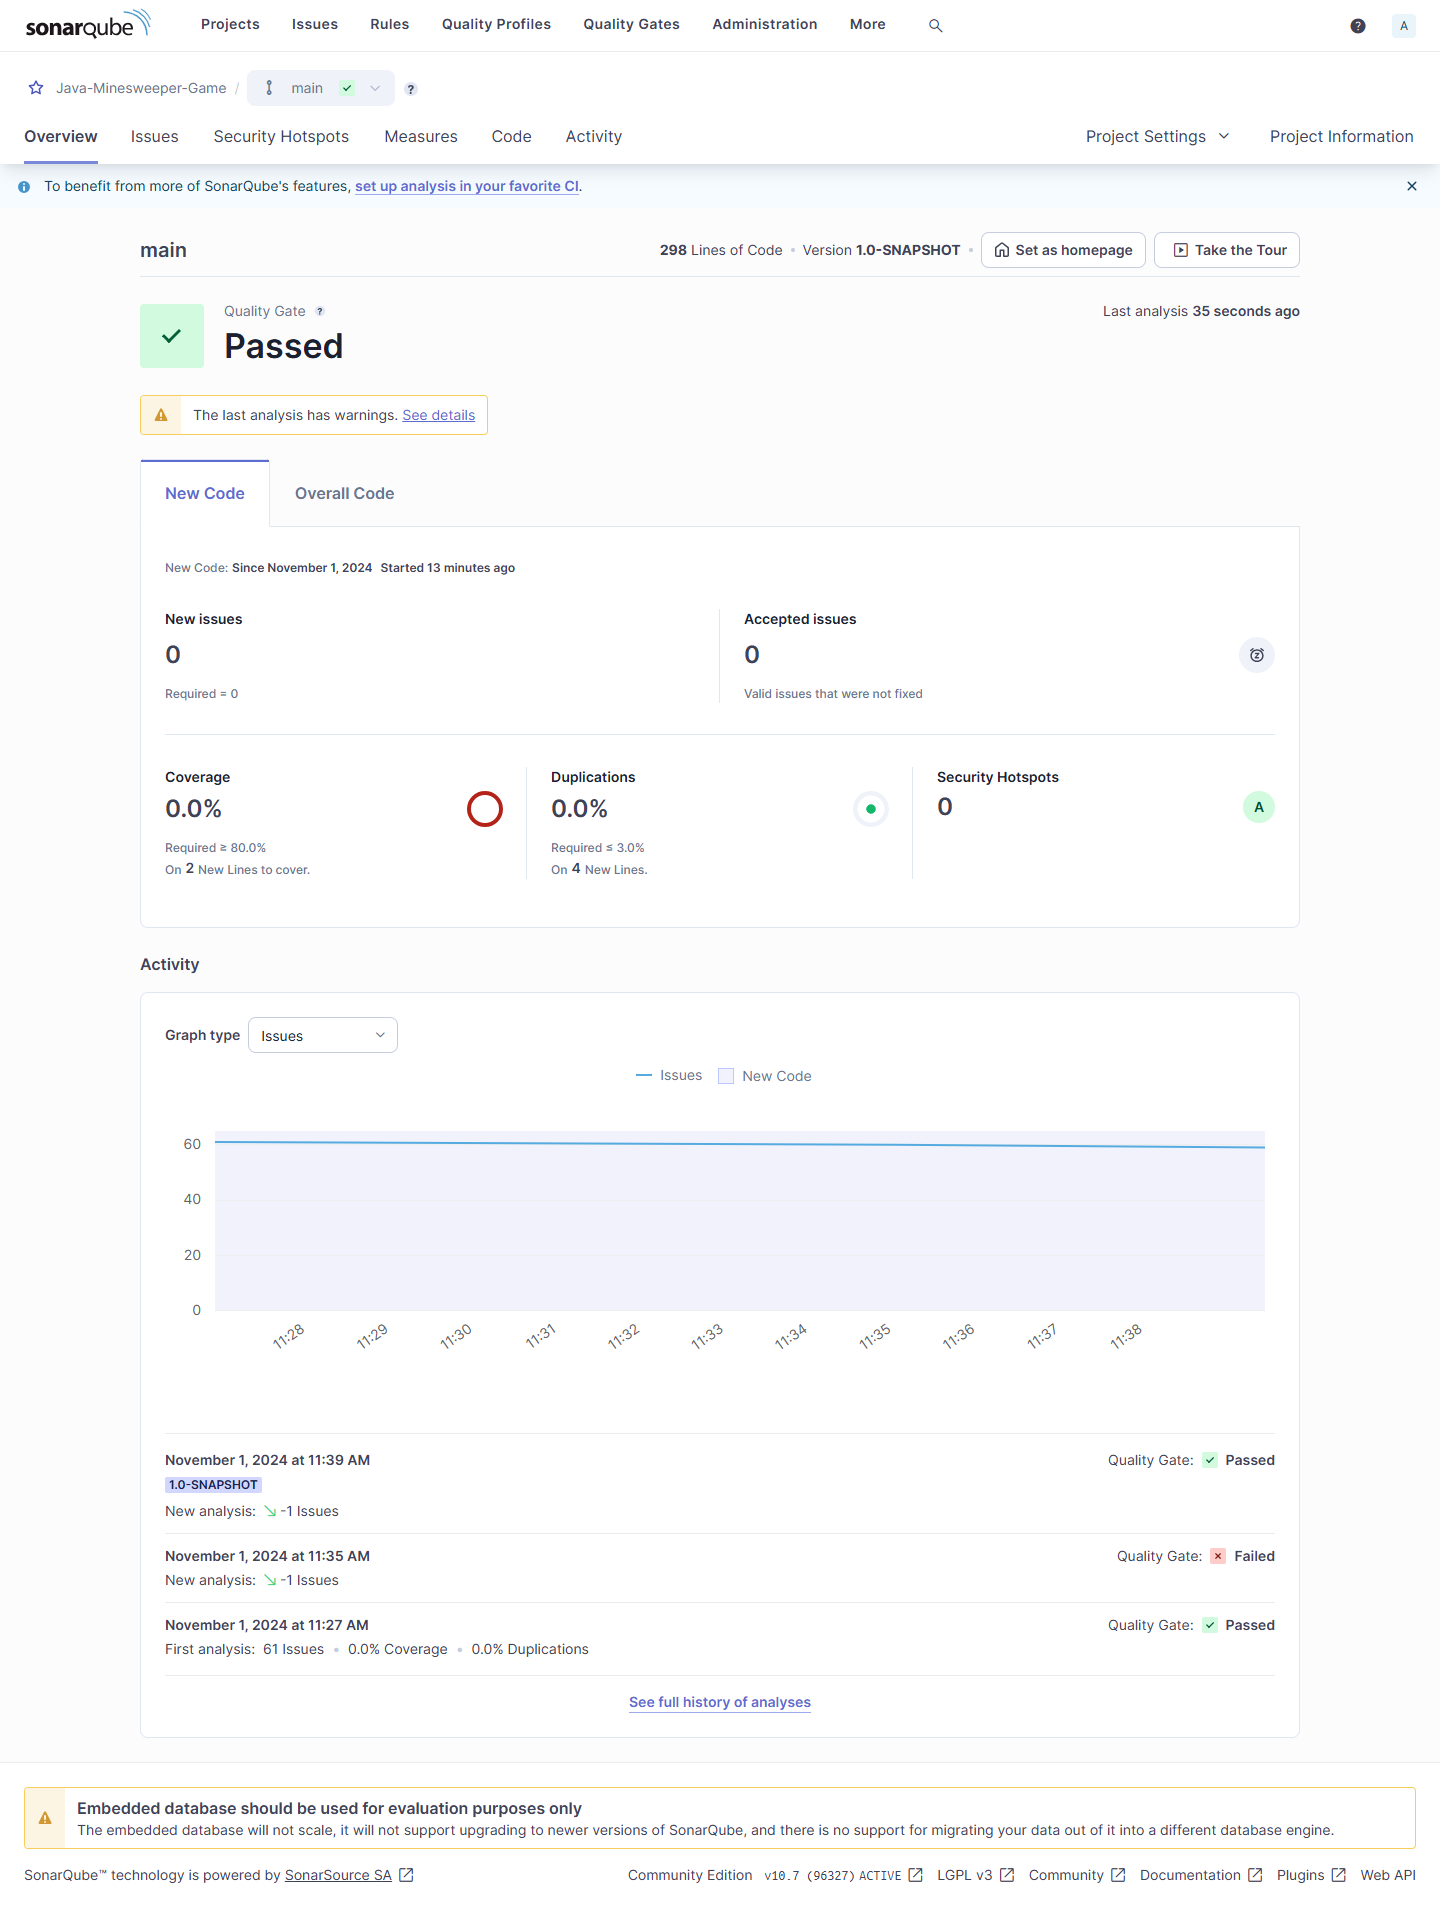 sonarqube Projects Issues Rules Quality Profiles Quality Gates Administration More ? A
Java-Minesweeper-Game / main ?
Overview Issues Security Hotspots Measures Code Activity Project Settings Project Information
To benefit from more of SonarQube's features, set up analysis in your favorite CI.
main 298 Lines of Code • Version 1.0-SNAPSHOT • Set as homepage Take the Tour
Quality Gate ? Last analysis 35 seconds ago
Passed
The last analysis has warnings. See details
New Code Overall Code
New Code: Since November 1, 2024 Started 13 minutes ago
New issues Accepted issues
0 0
Required = 0 Valid issues that were not fixed
Coverage Duplications Security Hotspots
0.0% 0.0% 0 A
Required ≥ 80.0% Required ≤ 3.0%
On 2 New Lines to cover. On 4 New Lines.
Activity
Graph type Issues
Issues New Code
60
40
20
0
11:28 11:29 11:30 11:31 11:32 11:33 11:34 11:35 11:36 11:37 11:38
November 1, 2024 at 11:39 AM Quality Gate: Passed
1.0-SNAPSHOT
New analysis: -1 Issues
November 1, 2024 at 11:35 AM Quality Gate: Failed
New analysis: -1 Issues
November 1, 2024 at 11:27 AM Quality Gate: Passed
First analysis: 61 Issues • 0.0% Coverage • 0.0% Duplications
See full history of analyses
Embedded database should be used for evaluation purposes only
The embedded database will not scale, it will not support upgrading to newer versions of SonarQube, and there is no support for migrating your data out of it into a different database engine.
SonarQube™ technology is powered by SonarSource SA Community Edition v10.7 (96327) ACTIVE LGPL v3 Community Documentation Plugins Web API